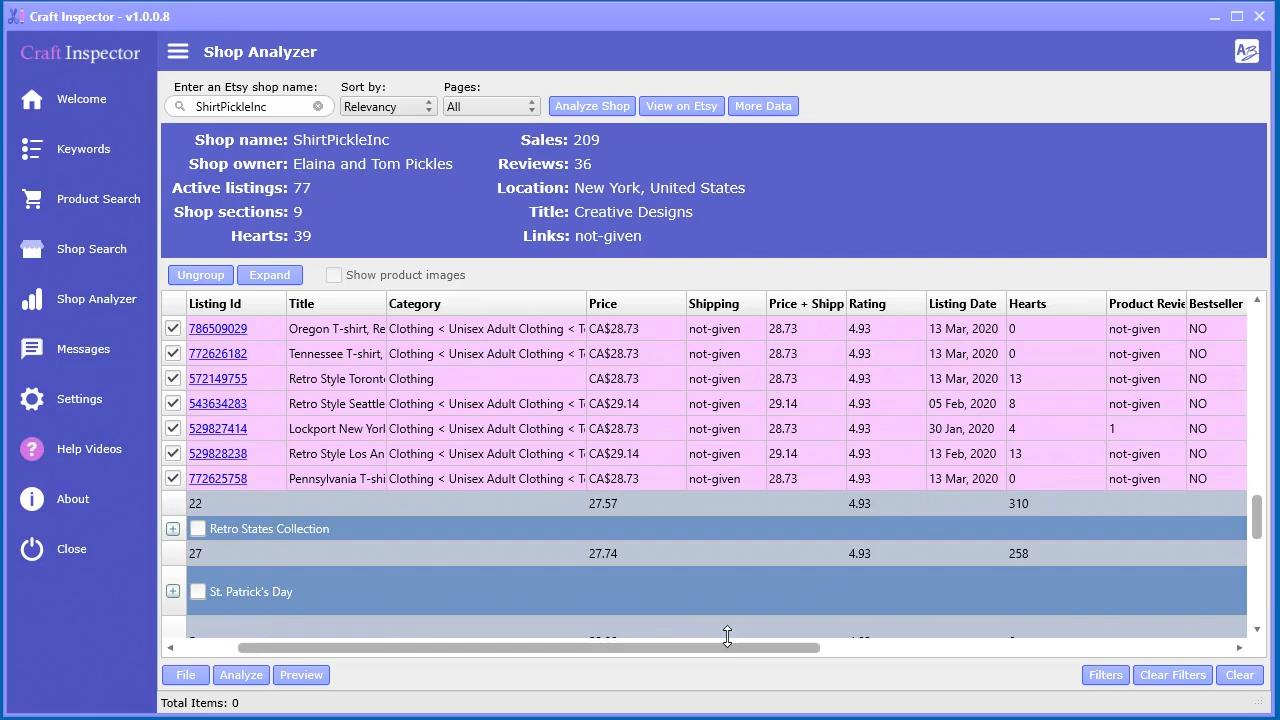 Craft Inspector - v1.0.0.8
Craft Inspector
Shop Analyzer
Welcome
Keywords
Product Search
Shop Search
Shop Analyzer
Messages
Settings
Help Videos
About
Close
Enter an Etsy shop name: Sort by: Pages:
ShirtPickleInc Relevancy All Analyze Shop View on Etsy More Data
Shop name: ShirtPickleInc Sales: 209
Shop owner: Elaina and Tom Pickles Reviews: 36
Active listings: 77 Location: New York, United States
Shop sections: 9 Title: Creative Designs
Hearts: 39 Links: not-given
Ungroup Expand Show product images
Listing Id Title Category Price Shipping Price + Shipp Rating Listing Date Hearts Product Revie Bestseller
786509029 Oregon T-shirt, Re Clothing < Unisex Adult Clothing < T CA$28.73 not-given 28.73 4.93 13 Mar, 2020 0 not-given NO
772626182 Tennessee T-shirt, Clothing < Unisex Adult Clothing < T CA$28.73 not-given 28.73 4.93 13 Mar, 2020 0 not-given NO
572149755 Retro Style Toront Clothing CA$28.73 not-given 28.73 4.93 13 Mar, 2020 13 not-given NO
543634283 Retro Style Seattle Clothing < Unisex Adult Clothing < T CA$29.14 not-given 29.14 4.93 05 Feb, 2020 8 not-given NO
529827414 Lockport New Yorl Clothing < Unisex Adult Clothing < T CA$28.73 not-given 28.73 4.93 30 Jan, 2020 4 1 NO
529828238 Retro Style Los An Clothing < Unisex Adult Clothing < T CA$29.14 not-given 29.14 4.93 13 Feb, 2020 13 not-given NO
772625758 Pennsylvania T-shi Clothing < Unisex Adult Clothing < T CA$28.73 not-given 28.73 4.93 13 Mar, 2020 0 not-given NO
22 27.57 4.93 310
Retro States Collection
27 27.74 4.93 258
St. Patrick's Day
File Analyze Preview Filters Clear Filters Clear
Total Items: 0